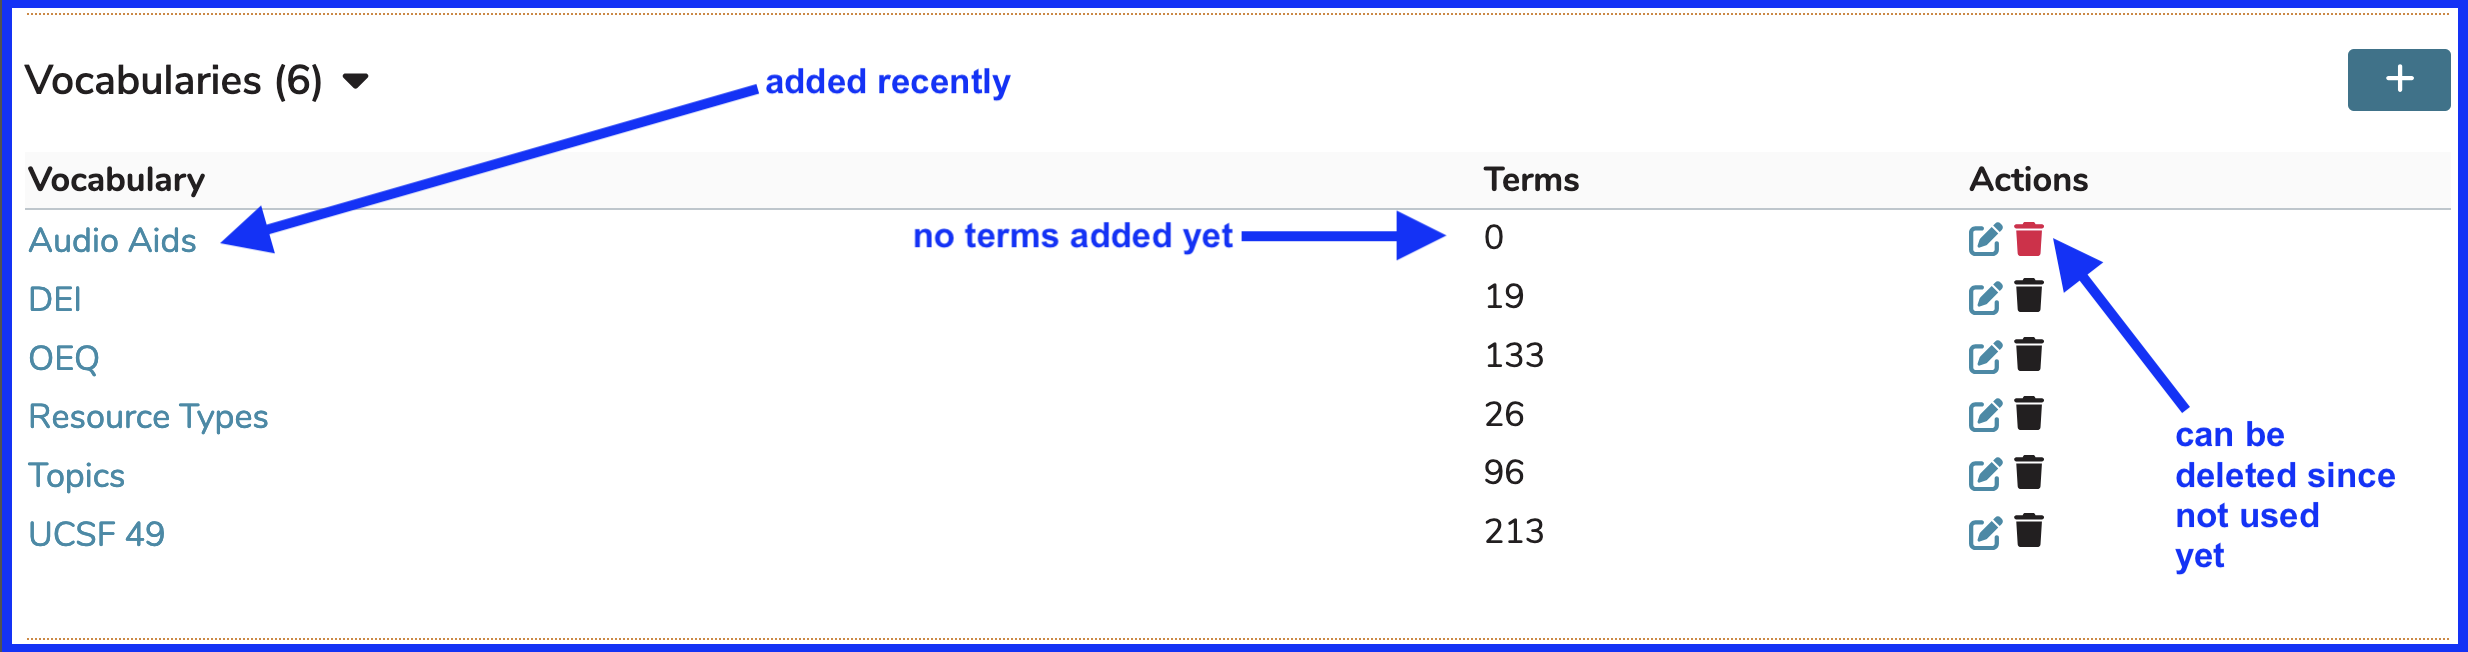 Vocabularies (6)
added recently
+
Vocabulary Terms Actions
Audio Aids no terms added yet 0
DEI 19
OEQ 133
Resource Types 26
Topics 96
UCSF 49 213
can be
deleted since
not used
yet